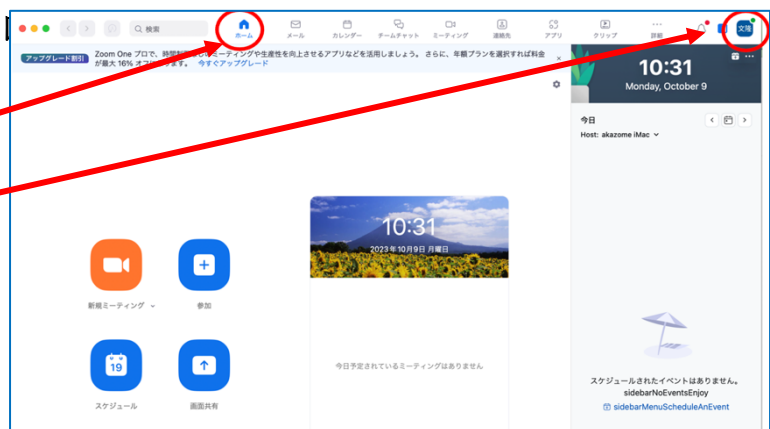 検索
ホーム
メール
カレンダー
チームチャット
ミーティング
連絡先
アプリ
クリップ
詳細
文隆
アップグレード割引
Zoom One プロで、時間制
しいミーティングや生産性を向上させるアプリなどを活用しましょう。 さらに、年額プランを選択すれば料金
が最大 16% オフ
ります。 今すぐアップグレード
10:31
Monday, October 9
今日
Host: akazome iMac
10:31
2023年10月9日 月曜日
新規ミーティング
参加
19
スケジュール
画面共有
今日予定されているミーティングはありません
スケジュールされたイベントはありません。
sidebarNoEventsEnjoy
sidebarMenuScheduleAnEvent